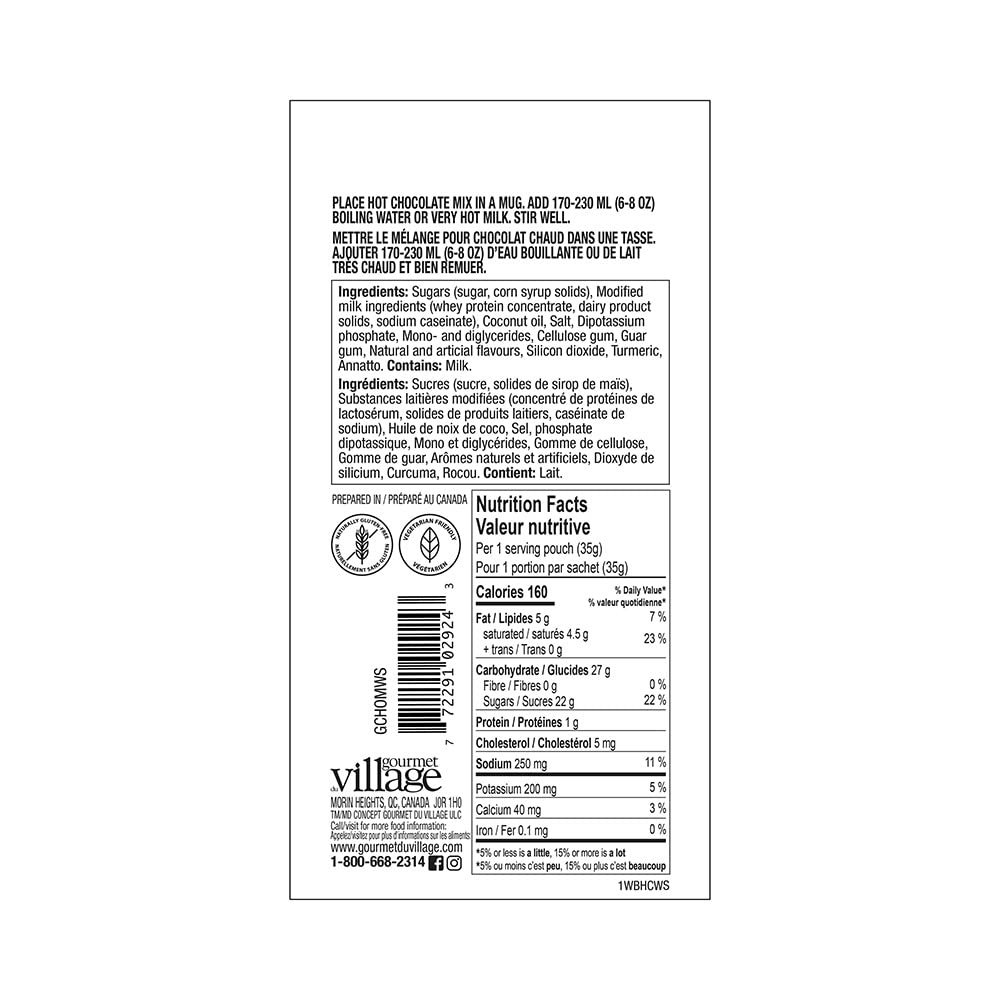 PLACE HOT CHOCOLATE MIX IN A MUG. ADD 170-230 ML (6-8 OZ)
BOILING WATER OR VERY HOT MILK. STIR WELL.
METTRE LE MÉLANGE POUR CHOCOLAT CHAUD DANS UNE TASSE.
AJOUTER 170-230 ML (6-8 OZ) D'EAU BOUILLANTE OU DE LAIT
TRÈS CHAUD ET BIEN REMUER.
Ingredients: Sugars (sugar, corn syrup solids), Modified
milk ingredients (whey protein concentrate, dairy product
solids, sodium caseinate), Coconut oil, Salt, Dipotassium
phosphate, Mono- and diglycerides, Cellulose gum, Guar
gum, Natural and articial flavours, Silicon dioxide, Turmeric,
Annatto. Contains: Milk.
Ingrédients: Sucres (sucre, solides de sirop de maïs),
Substances laitières modifiées (concentré de protéines de
lactosérum, solides de produits laitiers, caséinate de
sodium), Huile de noix de coco, Sel, phosphate
dipotassique, Mono et diglycérides, Gomme de cellulose,
Gomme de guar, Arômes naturels et artificiels, Dioxyde de
silicium, Curcuma, Rocou. Contient: Lait.
PREPARED IN / PRÉPARÉ AU CANADA
NATURALLY GLUTEN-FREE
NATURELLEMENT SANS GLUTEN
VEGETARIAN FRIENDLY
VÉGÉTARIEN
GCHOMWS
7 72291 02924 3
gourmet
du village
MORIN HEIGHTS, QC, CANADA J0R 1H0
TM/MD CONCEPT GOURMET DU VILLAGE ULC
Call/visit for more food information:
Appelez/visitez pour plus d'informations sur les aliments:
www.gourmetduvillage.com
1-800-668-2314
Nutrition Facts
Valeur nutritive
Per 1 serving pouch (35g)
Pour 1 portion par sachet (35g)
Calories 160
% Daily Value*
% valeur quotidienne*
Fat / Lipides 5 g 7 %
saturated / saturés 4.5 g 23 %
+ trans / Trans 0 g
Carbohydrate / Glucides 27 g
Fibre / Fibres 0 g 0 %
Sugars / Sucres 22 g 22 %
Protein / Protéines 1 g
Cholesterol / Cholestérol 5 mg
Sodium 250 mg 11 %
Potassium 200 mg 5 %
Calcium 40 mg 3 %
Iron / Fer 0.1 mg 0 %
*5% or less is a little, 15% or more is a lot
*5% ou moins c'est peu, 15% ou plus c'est beaucoup
1WBHCWS